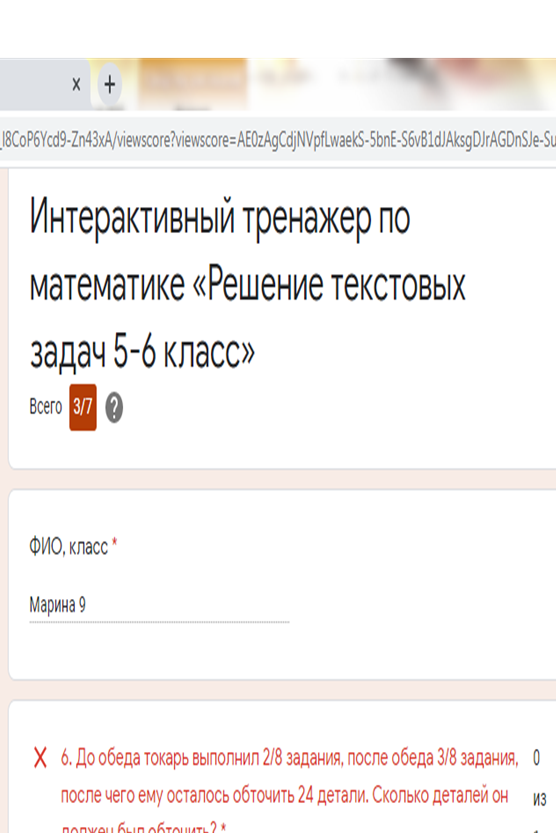 _I8CoP6Ycd9-Zn43xA/viewscore?viewscore=AE0zAgCdjNVpfLwaekS-5bnE-S6vB1dJAksgDJrAGDnSJe-Su
Интерактивный тренажер по
математике «Решение текстовых
задач 5-6 класс»
Всего 3/7 ?
ФИО, класс *
Марина 9
6. До обеда токарь выполнил 2/8 задания, после обеда 3/8 задания, 0
после чего ему осталось обточить 24 детали. Сколько деталей он из
должен был обточить? *